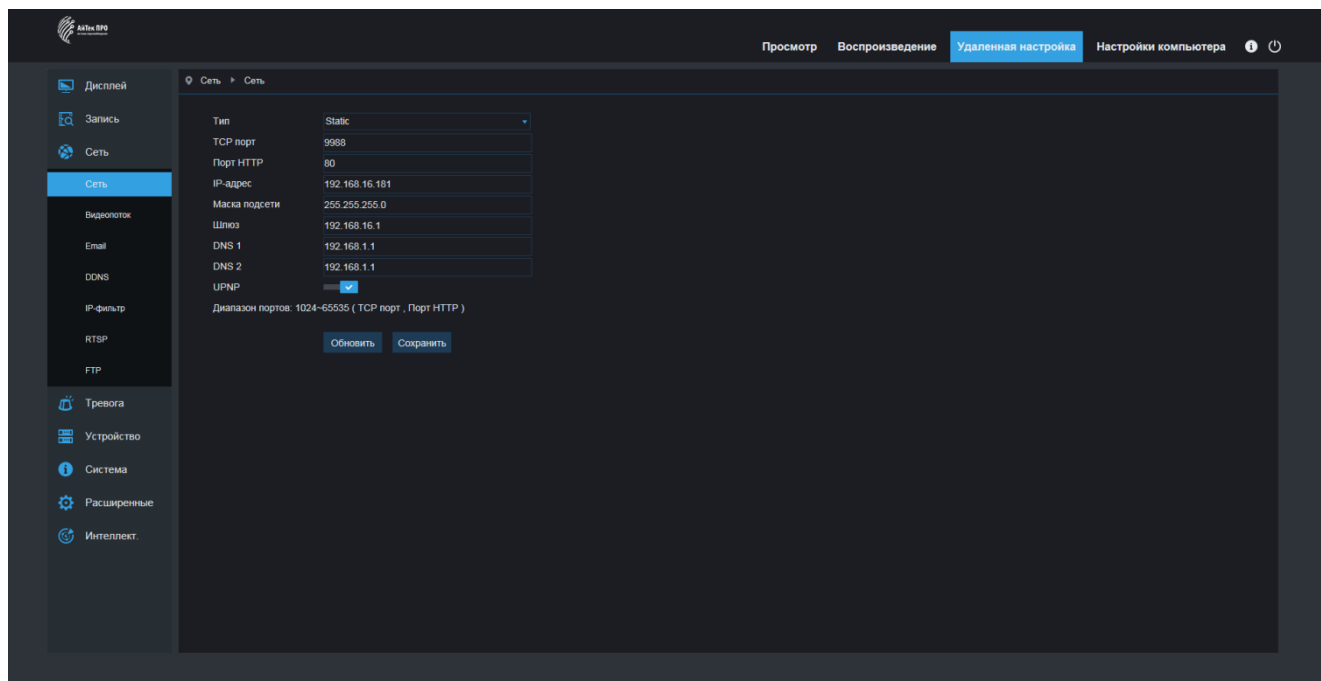 АйТек ПРО
Просмотр Воспроизведение Удаленная настройка Настройки компьютера
Дисплей
Запись
Сеть
Сеть
Видеопоток
Email
DDNS
IP-фильтр
RTSP
FTP
Тревога
Устройство
Система
Расширенные
Интеллект.
Сеть Сеть
Тип Static
TCP порт 9988
Порт HTTP 80
IP-адрес 192.168.16.181
Маска подсети 255.255.255.0
Шлюз 192.168.16.1
DNS 1 192.168.1.1
DNS 2 192.168.1.1
UPNP
Диапазон портов: 1024~65535 ( TCP порт , Порт HTTP )
Обновить Сохранить